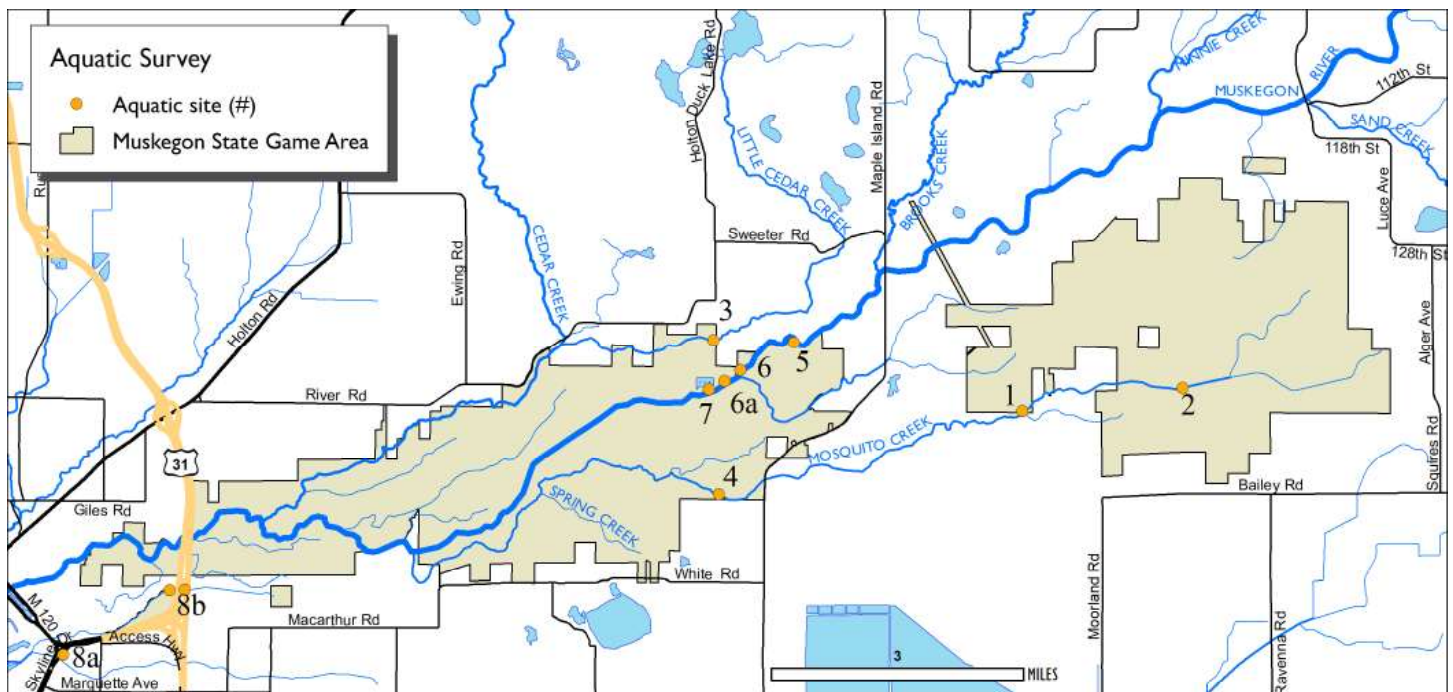 Aquatic Survey
Aquatic site (#)
Muskegon State Game Area
Holton Duck Lake Rd
Maple Island Rd
MINNIE CREEK
MUSKEGON RIVER
112th St
SAND CREEK
118th St
Luce Ave
128th St
LITTLE CEDAR CREEK
BROOKS CREEK
Sweeter Rd
CEDAR CREEK
Ewing Rd
Holton Rd
River Rd
31
Giles Rd
3
5
6
6a
7
1
2
4
Alger Ave
Squires Rd
MOSQUITO CREEK
SPRING CREEK
Bailey Rd
White Rd
8b
Macarthur Rd
M 120
Access Hwy
Skyline Dr
8a
Marquette Ave
Moorland Rd
Ravenna Rd
3
MILES